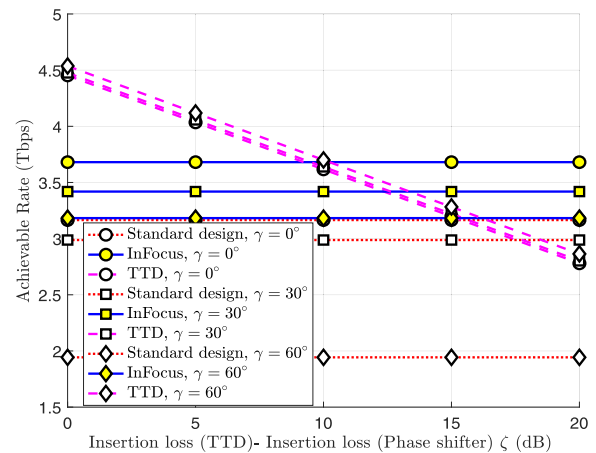 5
4.5
4
3.5
3
2.5
2
1.5
Achievable Rate (Tbps)
Standard design, γ = 0°
InFocus, γ = 0°
TTD, γ = 0°
Standard design, γ = 30°
InFocus, γ = 30°
TTD, γ = 30°
Standard design, γ = 60°
InFocus, γ = 60°
TTD, γ = 60°
0 5 10 15 20
Insertion loss (TTD)- Insertion loss (Phase shifter) ζ (dB)